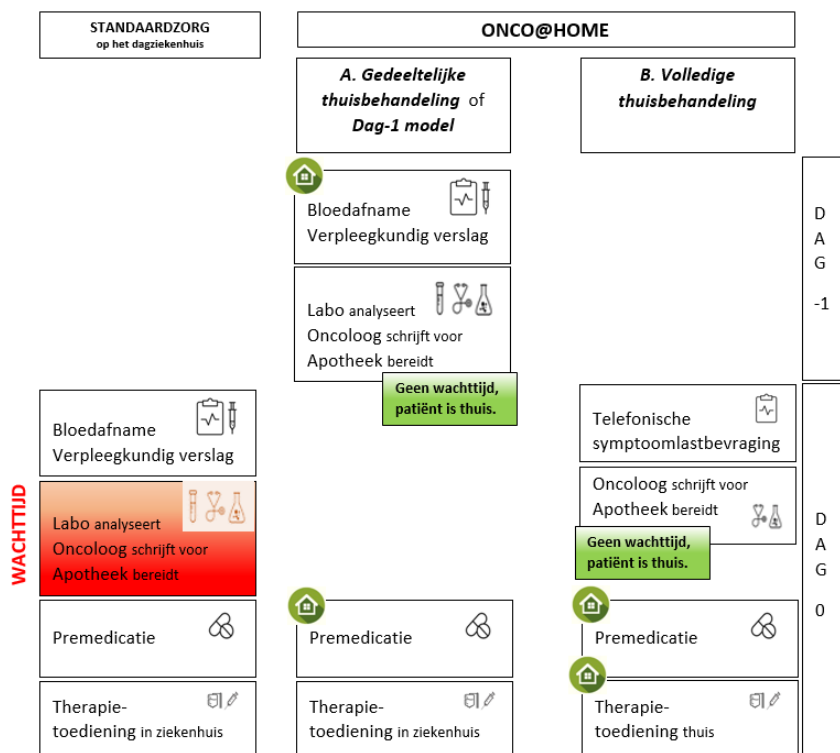 STANDAARDZORG
op het dagziekenhuis
ONCO@HOME
A. Gedeeltelijke
thuisbehandeling of
Dag-1 model
B. Volledige
thuisbehandeling
Bloedafname
Verpleegkundig verslag
Labo analyseert
Oncoloog schrijft voor
Apotheek bereidt
Geen wachttijd,
patiënt is thuis.
D
A
G
-1
Bloedafname
Verpleegkundig verslag
WACHTTIJD
Labo analyseert
Oncoloog schrijft voor
Apotheek bereidt
Premedicatie
Therapie-
toediening in ziekenhuis
Premedicatie
Therapie-
toediening in ziekenhuis
Telefonische
symptoomlastbevraging
Oncoloog schrijft voor
Apotheek bereidt
Geen wachttijd,
patiënt is thuis.
Premedicatie
Therapie-
toediening thuis
D
A
G
0